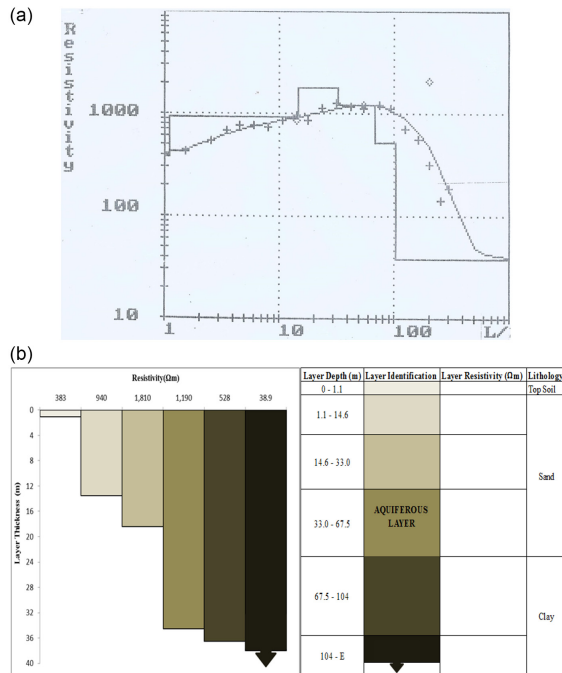 (a)
Resistivity
1000
100
10
1
10
100
L/
(b)
Resistivity(Ωm)
383 940 1,810 1,190 528 38.9
Layer Thickness (m)
0
4
8
12
16
20
24
28
32
36
40
Layer Depth (m) Layer Identification Layer Resistivity (Ωm) Lithology
0 - 1.1 Top Soil
1.1 - 14.6
14.6 - 33.0
Sand
33.0 - 67.5
AQUIFEROUS
LAYER
67.5 - 104
Clay
104 - E